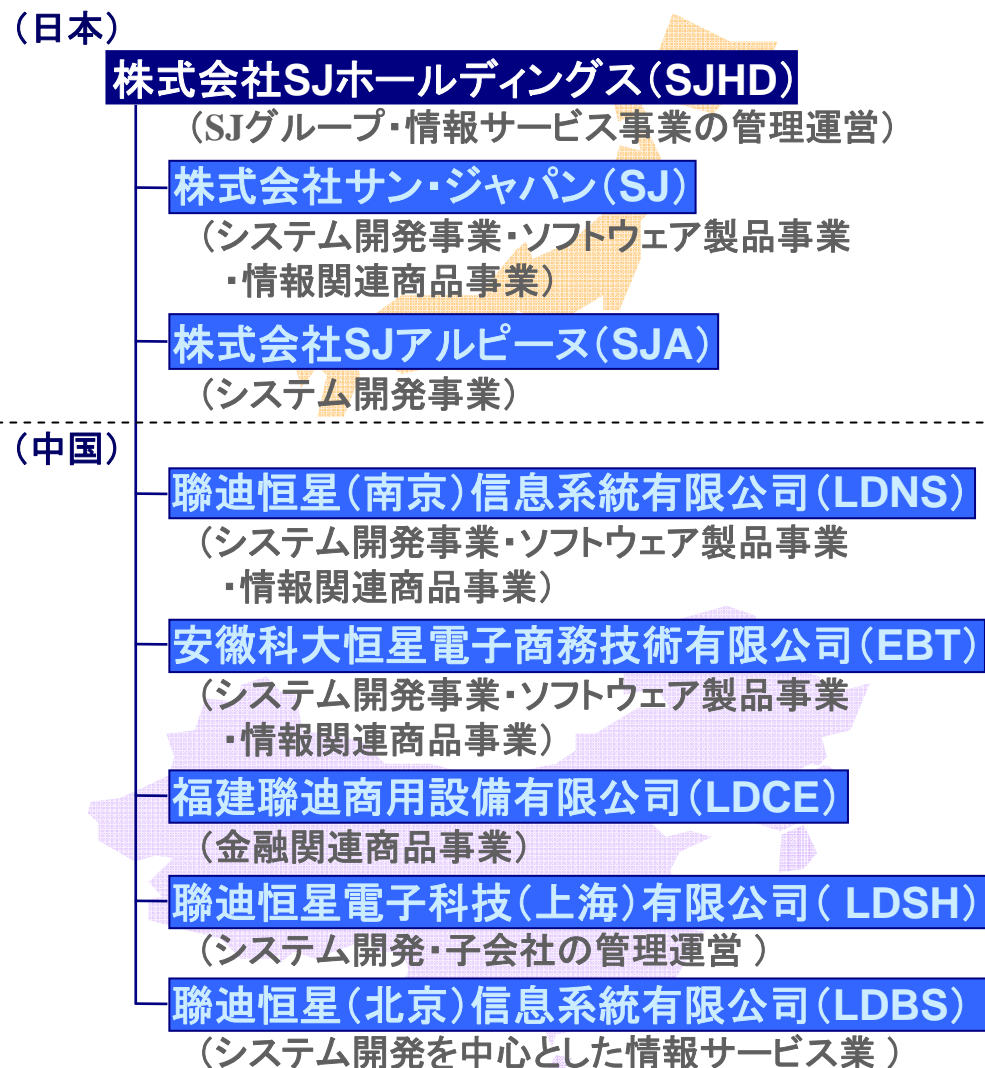 （日本）
株式会社SJホールディングス（SJHD）
（SJグループ・情報サービス事業の管理運営）
株式会社サン・ジャパン（SJ）
（システム開発事業・ソフトウェア製品事業
・情報関連商品事業）
株式会社SJアルピーヌ（SJA）
（システム開発事業）
（中国）
聯迪恒星（南京）信息系統有限公司（LDNS）
（システム開発事業・ソフトウェア製品事業
・情報関連商品事業）
安徽科大恒星電子商務技術有限公司（EBT）
（システム開発事業・ソフトウェア製品事業
・情報関連商品事業）
福建聯迪商用設備有限公司（LDCE）
（金融関連商品事業）
聯迪恒星電子科技（上海）有限公司（ LDSH）
（システム開発・子会社の管理運営 ）
聯迪恒星（北京）信息系統有限公司（LDBS）
（システム開発を中心とした情報サービス業 ）